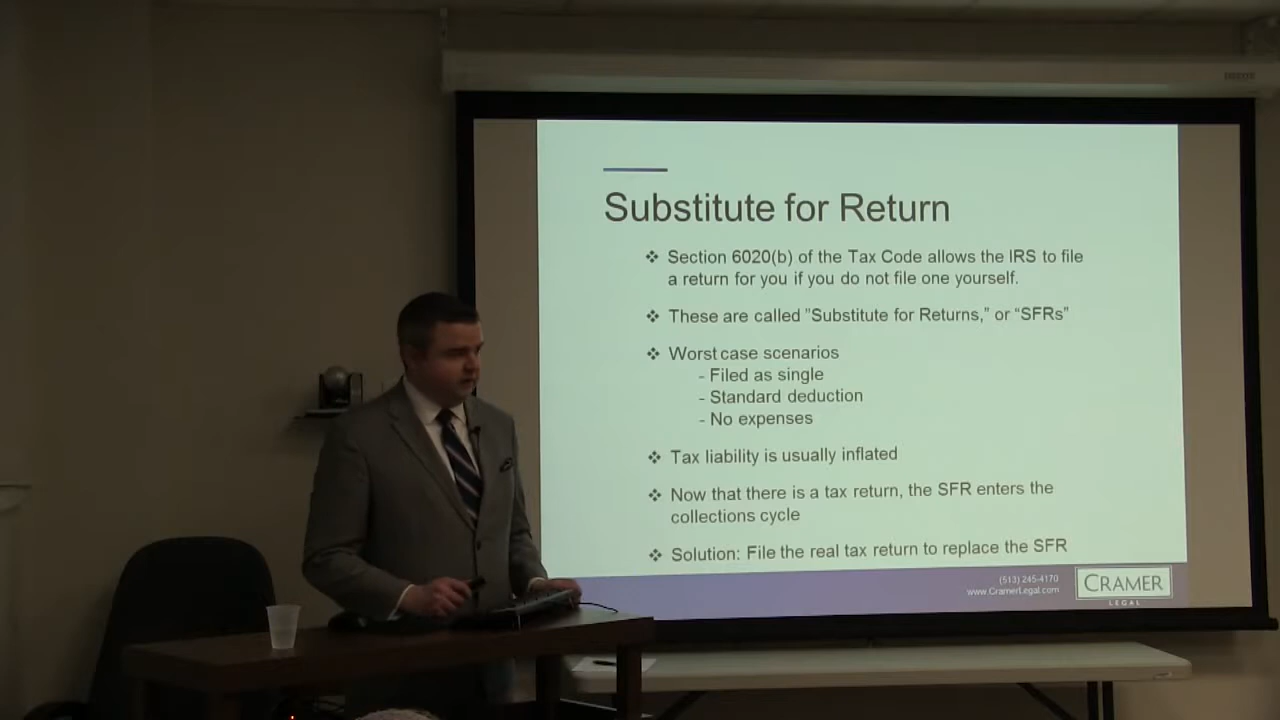 Substitute for Return
❖ Section 6020(b) of the Tax Code allows the IRS to file
a return for you if you do not file one yourself.
❖ These are called ”Substitute for Returns,” or “SFRs”
❖ Worst case scenarios
- Filed as single
- Standard deduction
- No expenses
❖ Tax liability is usually inflated
❖ Now that there is a tax return, the SFR enters the
collections cycle
❖ Solution: File the real tax return to replace the SFR
(513) 245-4170
www.CramerLegal.com
CRAMER
LEGAL